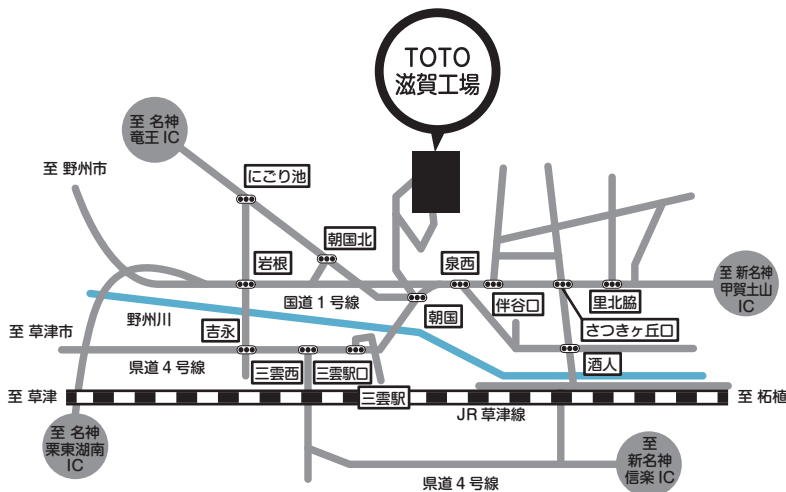 TOTO
滋賀工場
至 名神
竜王 IC
至 野州市
にごり池
朝国北
岩根
泉西
至 新名神
甲賀土山
IC
国道1号線
朝国
伴谷口
里北脇
野州川
さつきヶ丘口
至 草津市
吉永
県道4号線
三雲西
三雲駅口
酒人
至 草津
三雲駅
JR草津線
至 柘植
至 名神
栗東湖南
IC
県道4号線
至
新名神
信楽 IC